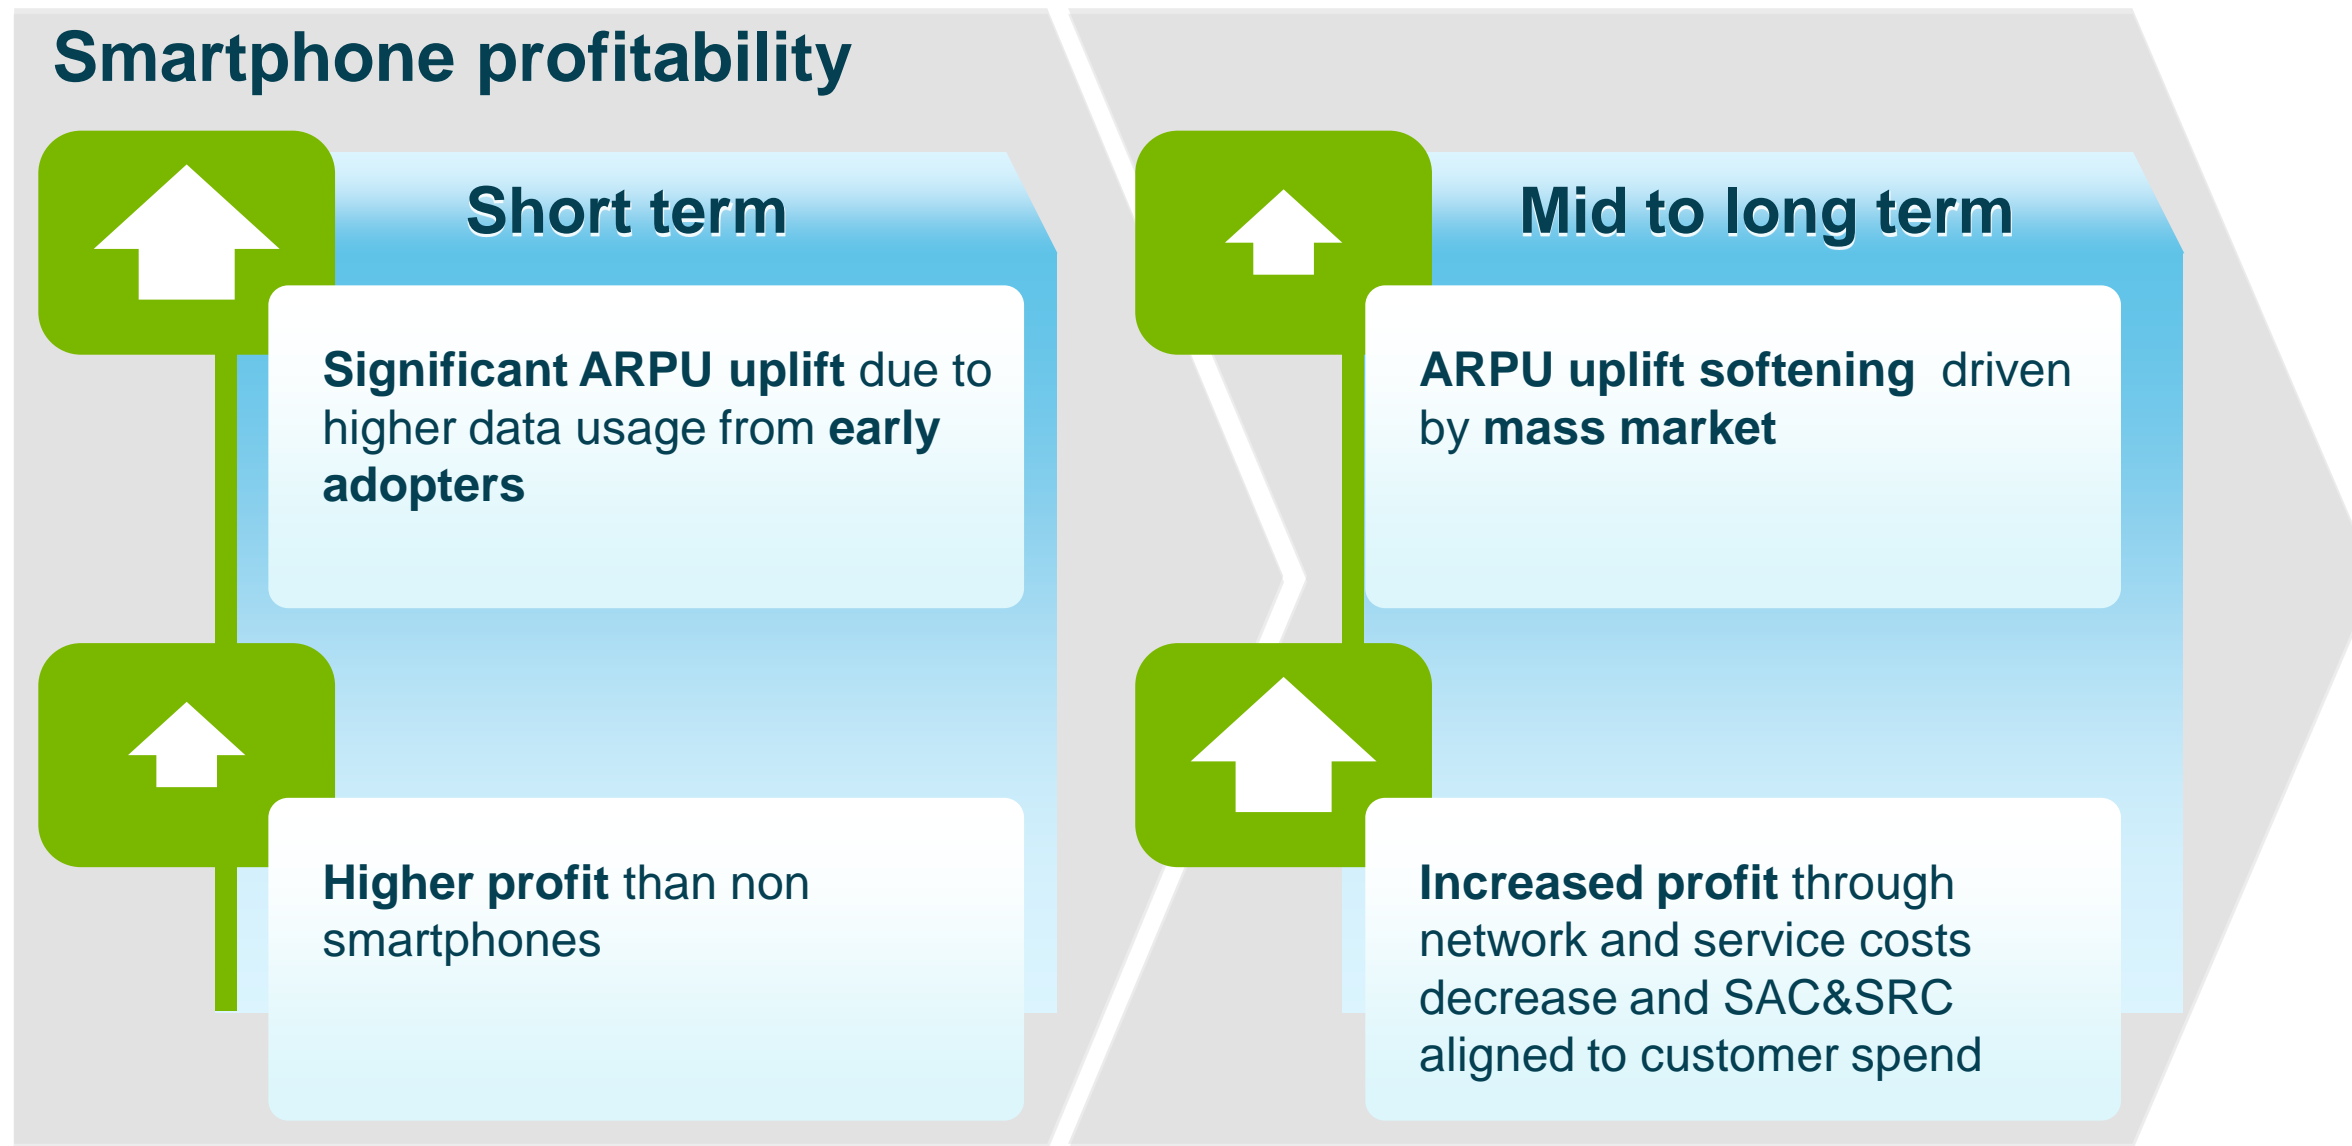 Smartphone profitability
Short term
Significant ARPU uplift due to
higher data usage from early
adopters
Higher profit than non
smartphones
Mid to long term
ARPU uplift softening driven
by mass market
Increased profit through
network and service costs
decrease and SAC&SRC
aligned to customer spend